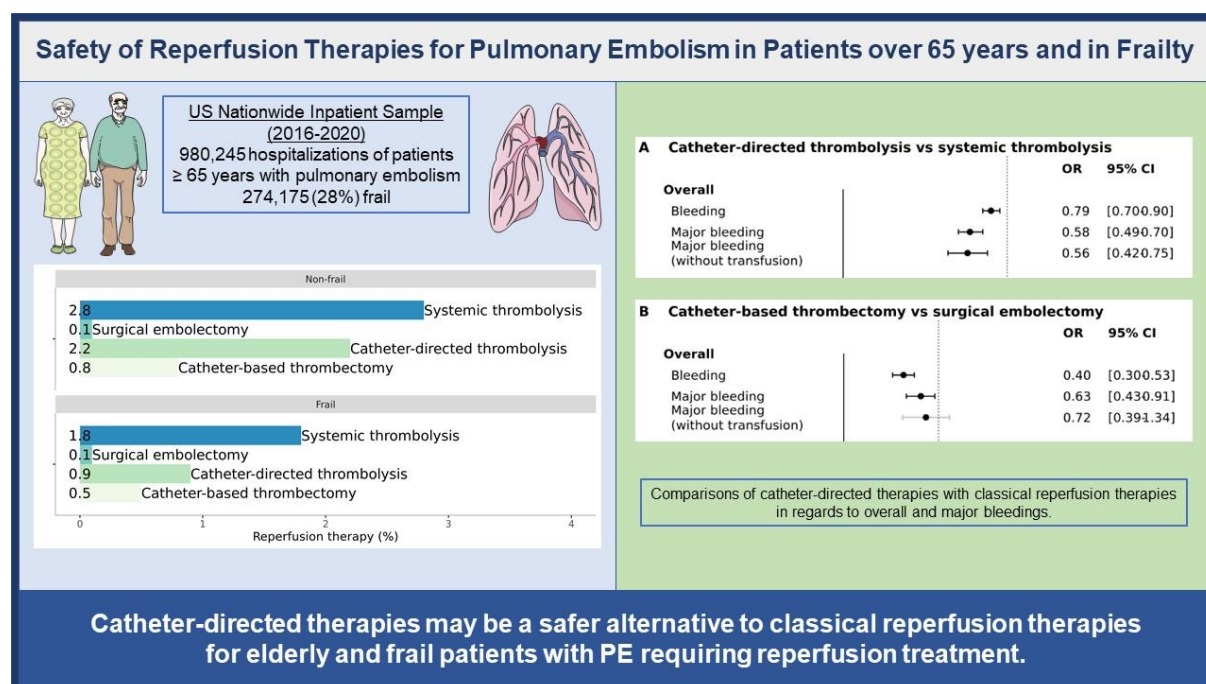 Safety of Reperfusion Therapies for Pulmonary Embolism in Patients over 65 years and in Frailty
US Nationwide Inpatient Sample
(2016-2020)
980,245 hospitalizations of patients
≥ 65 years with pulmonary embolism
274,175 (28%) frail
Non-frail
2.8 Systemic thrombolysis
0.1 Surgical embolectomy
2.2 Catheter-directed thrombolysis
0.8 Catheter-based thrombectomy
Frail
1.8 Systemic thrombolysis
0.1 Surgical embolectomy
0.9 Catheter-directed thrombolysis
0.5 Catheter-based thrombectomy
0 1 2 3 4
Reperfusion therapy (%)
A Catheter-directed thrombolysis vs systemic thrombolysis
OR 95% CI
Overall
Bleeding 0.79 [0.700.90]
Major bleeding 0.58 [0.490.70]
Major bleeding
(without transfusion) 0.56 [0.420.75]
B Catheter-based thrombectomy vs surgical embolectomy
OR 95% CI
Overall
Bleeding 0.40 [0.300.53]
Major bleeding 0.63 [0.430.91]
Major bleeding
(without transfusion) 0.72 [0.391.34]
Comparisons of catheter-directed therapies with classical reperfusion therapies
in regards to overall and major bleedings.
Catheter-directed therapies may be a safer alternative to classical reperfusion therapies
for elderly and frail patients with PE requiring reperfusion treatment.